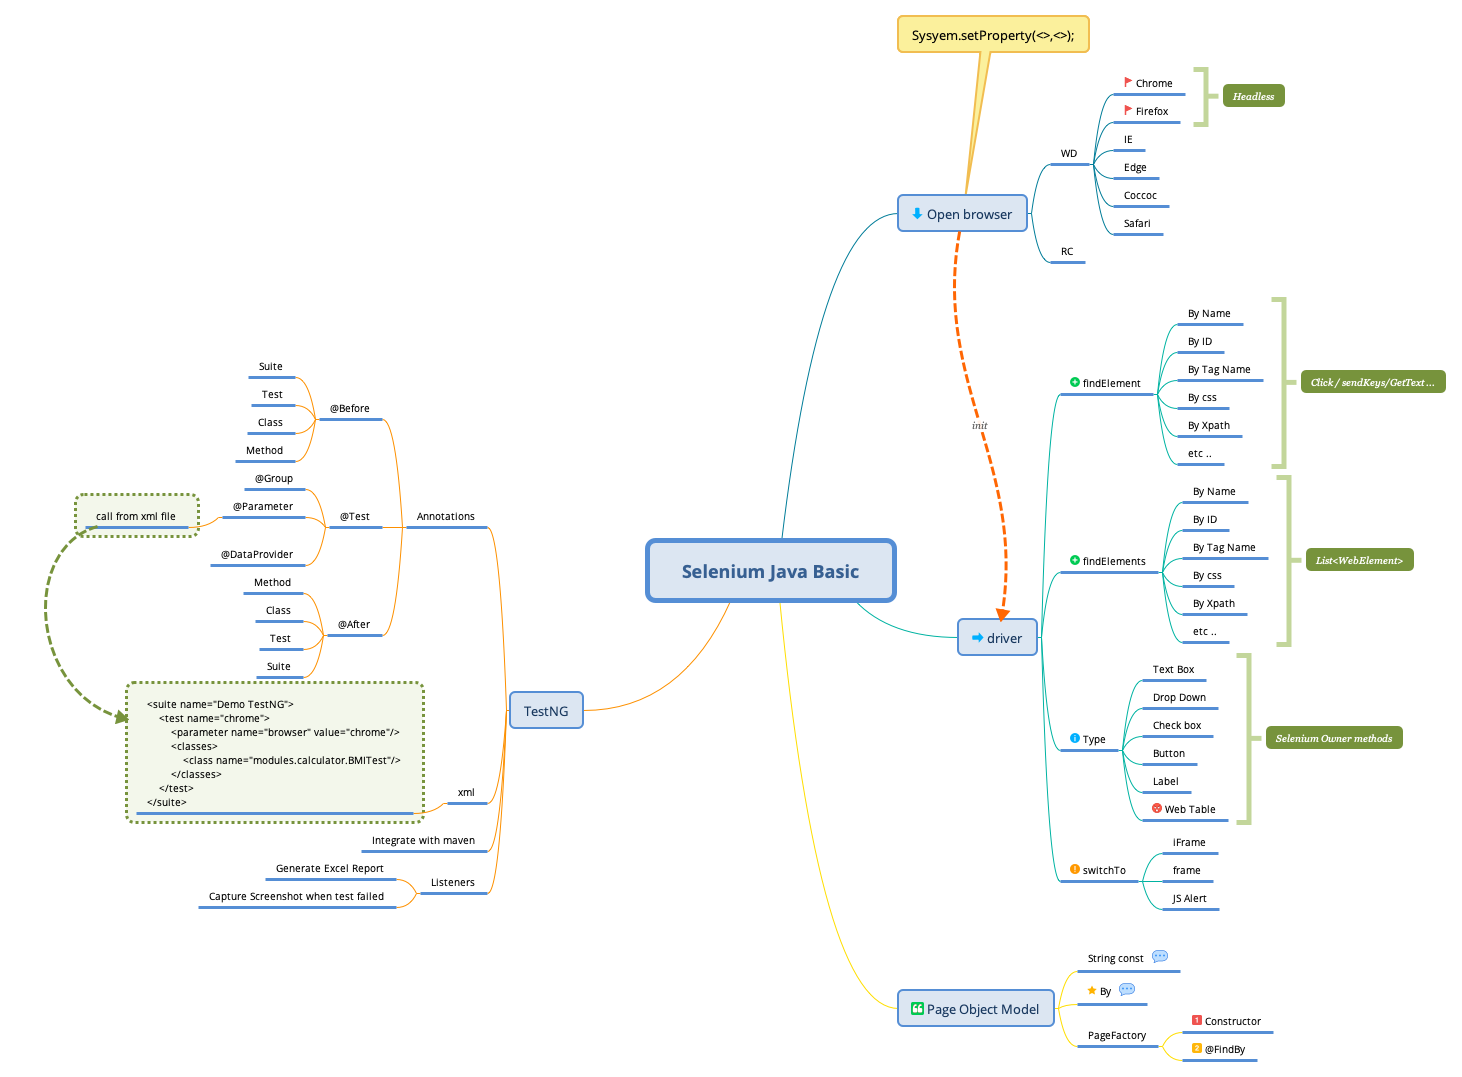 Sysyem.setProperty(<>,<>);
Chrome
Firefox
Headless
IE
WD
Edge
Coccoc
Safari
Open browser
RC
init
By Name
By ID
By Tag Name
By css
By Xpath
etc ..
findElement
Click / sendKeys/GetText ...
By Name
By ID
By Tag Name
By css
By Xpath
etc ..
findElements
List<WebElement>
driver
Text Box
Drop Down
Check box
Button
Label
Web Table
Type
Selenium Owner methods
switchTo
iFrame
frame
JS Alert
Selenium Java Basic
Suite
Test
Class
Method
@Before
@Group
@Parameter
@DataProvider
call from xml file
@Test
Annotations
Method
Class
Test
Suite
@After
TestNG
<suite name="Demo TestNG">
<test name="chrome">
<parameter name="browser" value="chrome"/>
<classes>
<class name="modules.calculator.BMITest"/>
</classes>
</test>
</suite>
xml
Integrate with maven
Generate Excel Report
Capture Screenshot when test failed
Listeners
Page Object Model
String const
By
PageFactory
1 Constructor
2 @FindBy